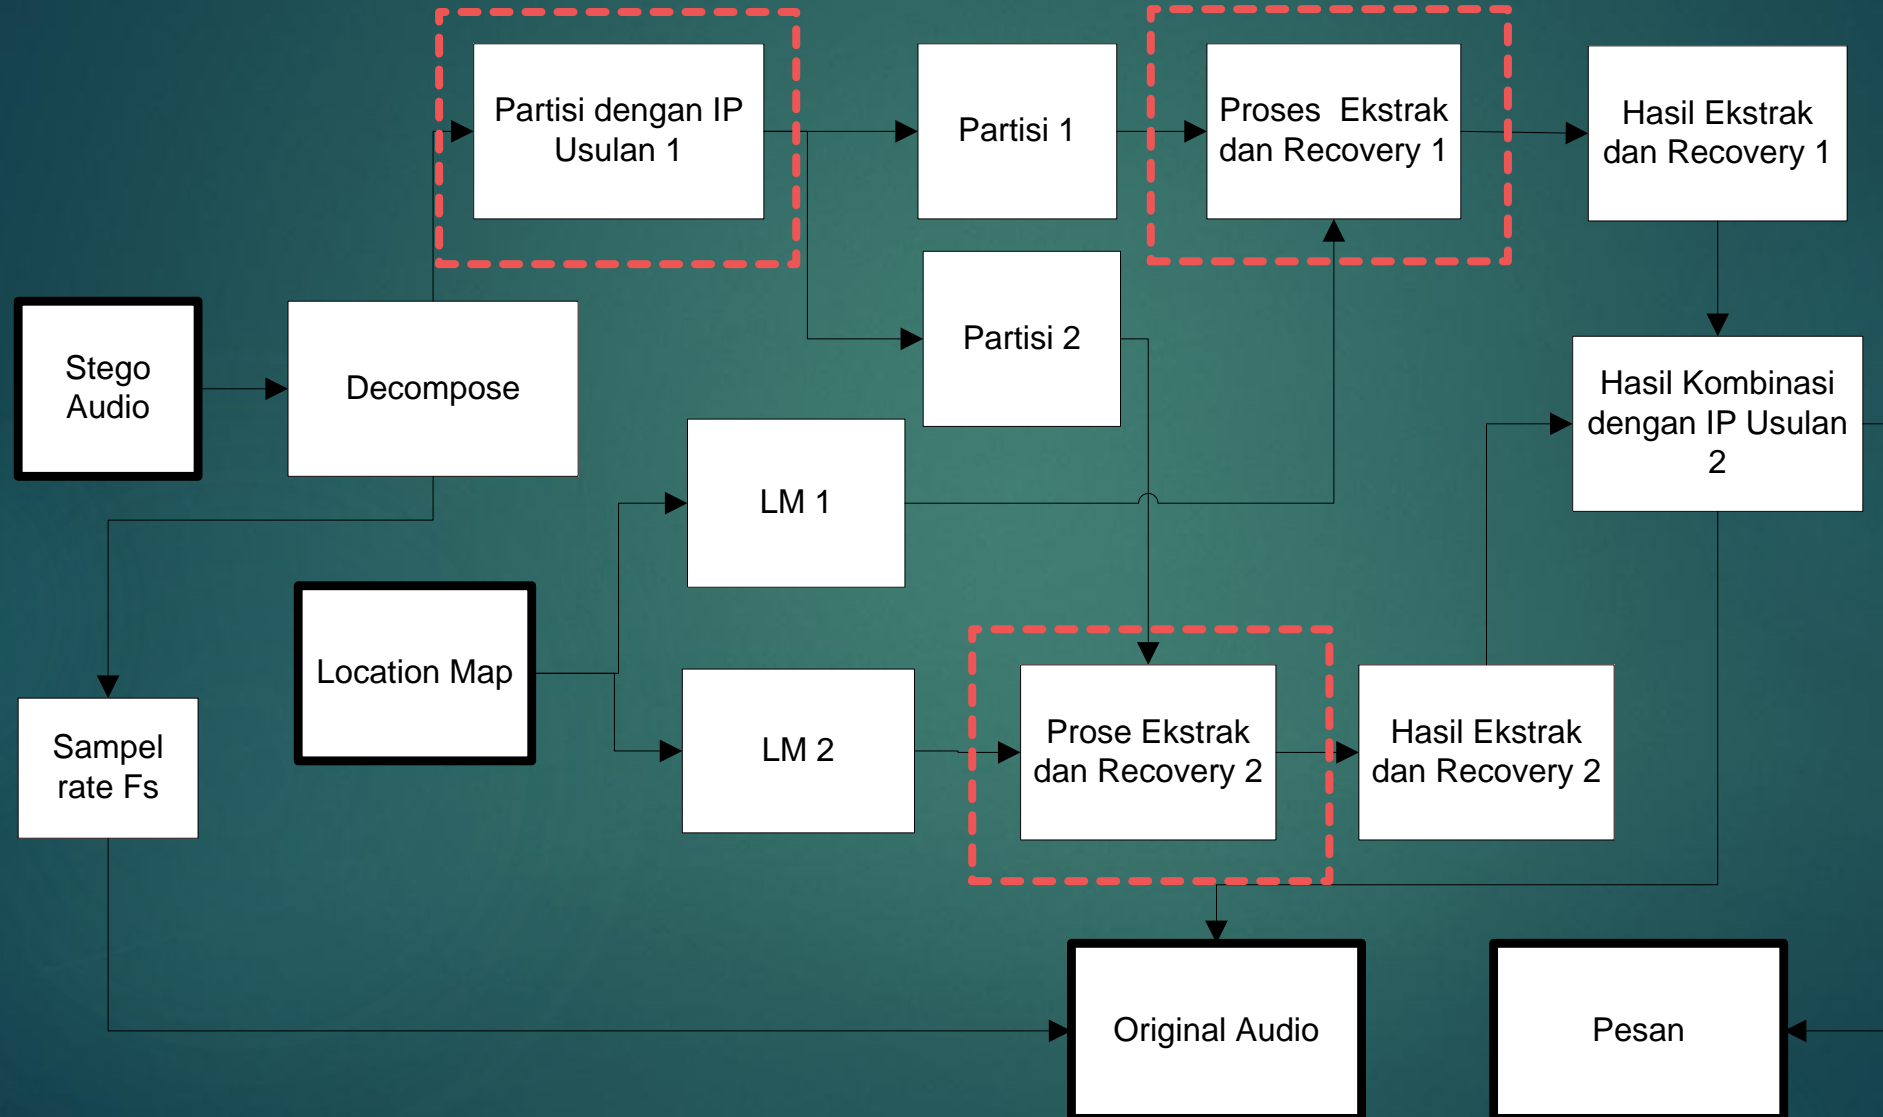 Partisi dengan IP
Usulan 1
Partisi 1
Proses Ekstrak
dan Recovery 1
Hasil Ekstrak
dan Recovery 1
Partisi 2
Stego
Audio
Decompose
Hasil Kombinasi
dengan IP Usulan
2
LM 1
Location Map
LM 2
Prose Ekstrak
dan Recovery 2
Hasil Ekstrak
dan Recovery 2
Sampel
rate Fs
Original Audio
Pesan